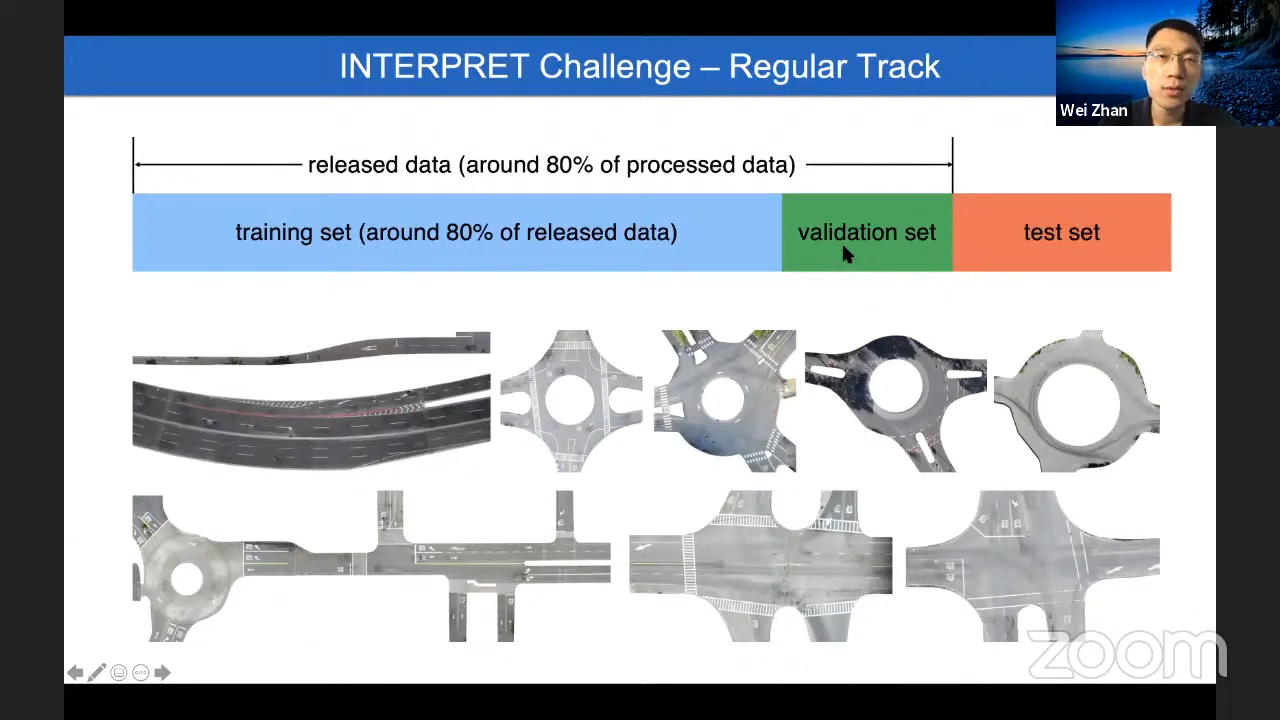 INTERPRET Challenge – Regular Track
Wei Zhan
released data (around 80% of processed data)
training set (around 80% of released data)
validation set
test set
zoom